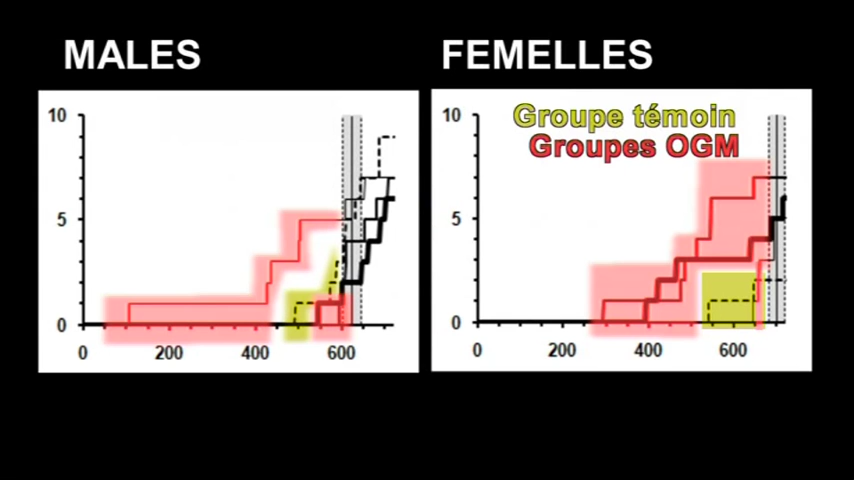 MALES
FEMELLES
10
5
0
0 200 400 600
10
5
0
0 200 400 600
Groupe témoin
Groupes OGM